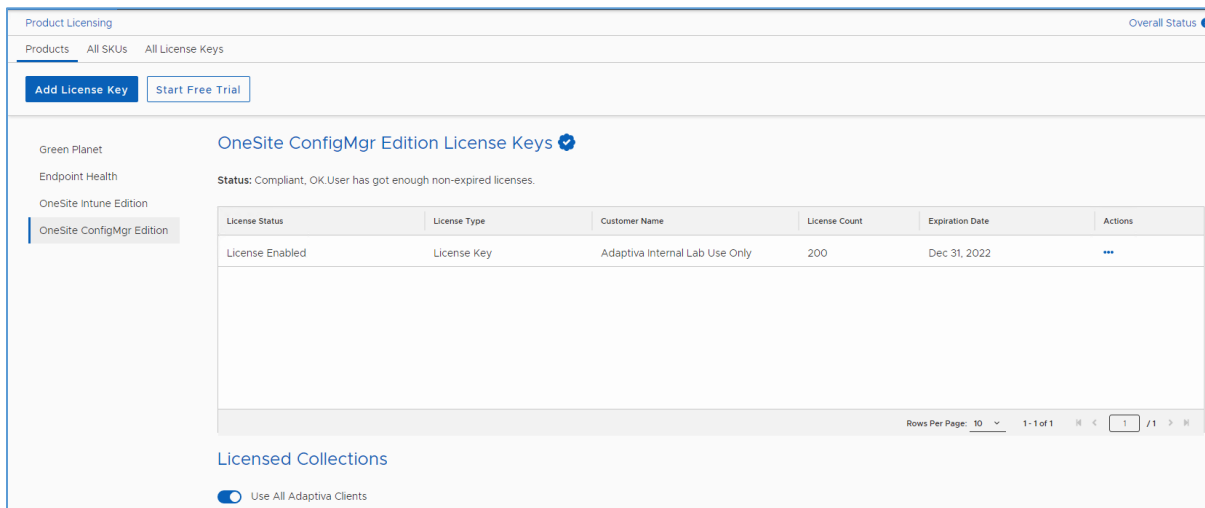 Product Licensing
Overall Status
Products All SKUs All License Keys
Add License Key Start Free Trial
Green Planet
Endpoint Health
OneSite Intune Edition
OneSite ConfigMgr Edition
OneSite ConfigMgr Edition License Keys
Status: Compliant, OK.User has got enough non-expired licenses.
License Status License Type Customer Name License Count Expiration Date Actions
License Enabled License Key Adaptiva Internal Lab Use Only 200 Dec 31, 2022
Rows Per Page: 10 1 - 1 of 1 1 / 1
Licensed Collections
Use All Adaptiva Clients